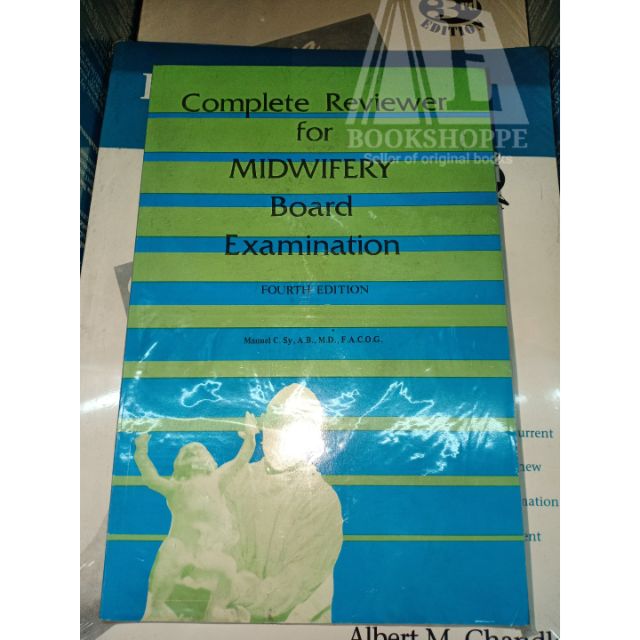 3RD
EDITION
E
BOOKSHOPPE
Seller of original books
Complete Reviewer
for
MIDWIFERY
Board
Examination
FOURTH EDITION
Manuel C. Sy, A.B., M.D., F.A.C.O.G.
urrent
new
nation
ent
Albert M. Chandl